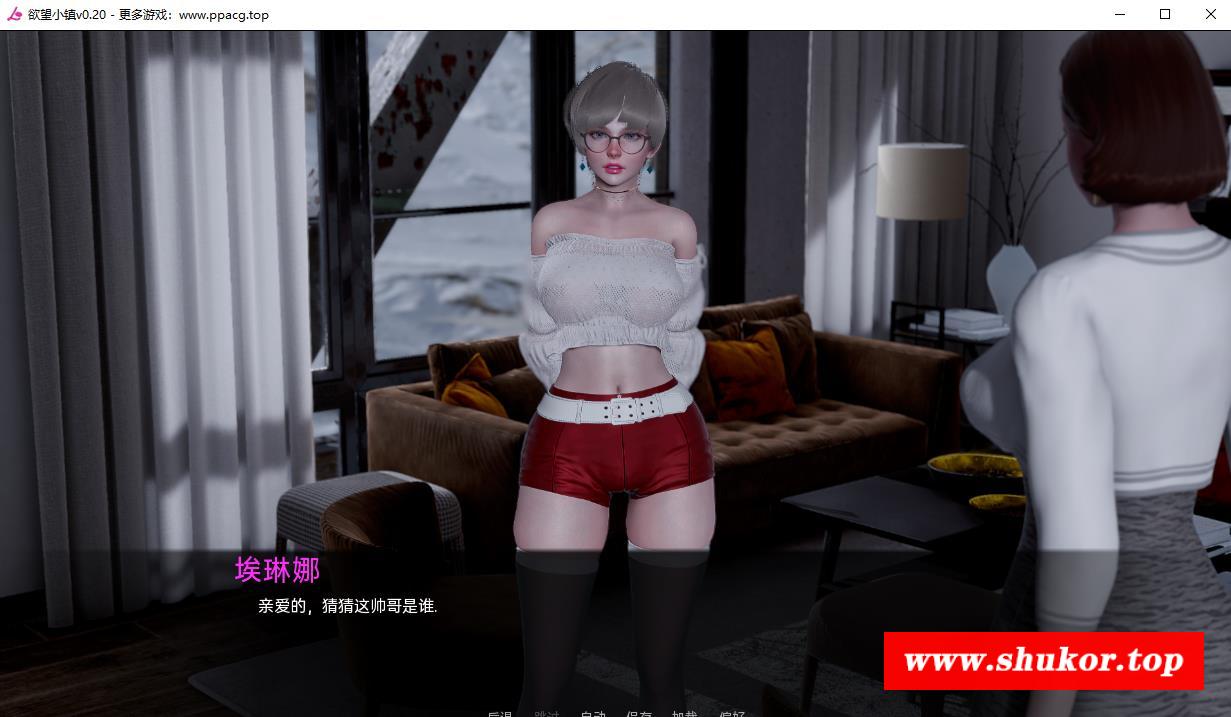 欲望小镇v0.20 - 更多游戏：www.ppacg.top
埃琳娜
亲爱的，猜猜这帅哥是谁.
www.shukor.top
后退 跳过 自动 保存 加载 偏好